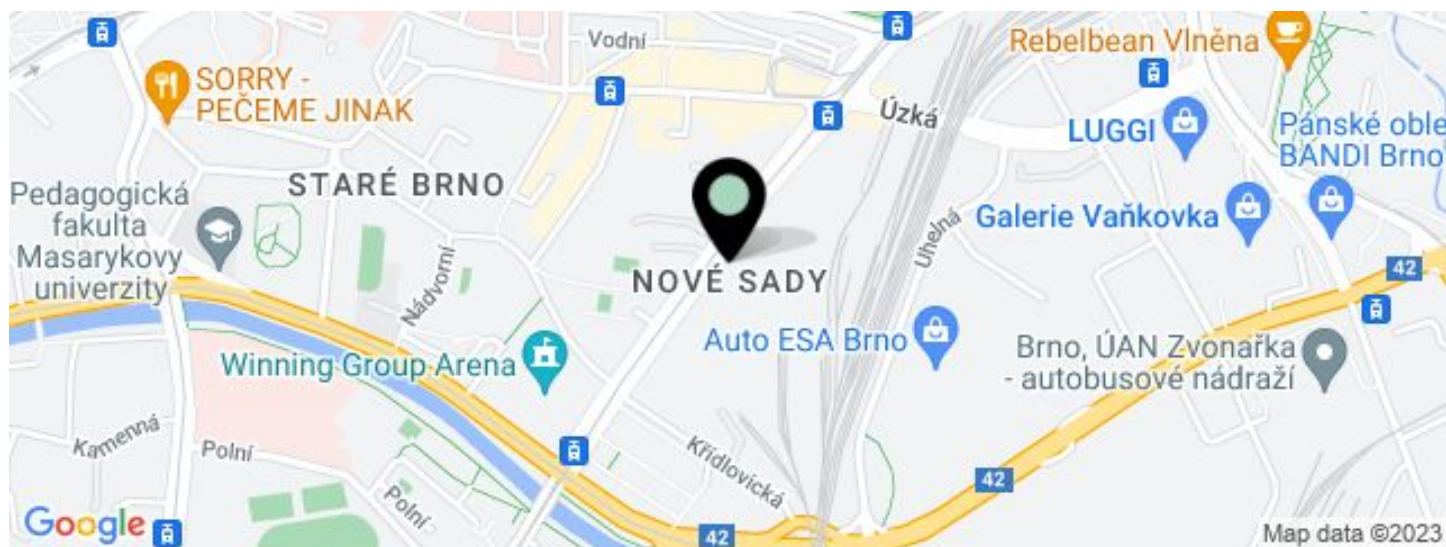 Vodní
Rebelbean Vlněna
SORRY -
PEČEME JINAK
Úzká
LUGGI
Pánské oble
BANDI Brno
STARÉ BRNO
Pedagogická
fakulta
Masarykovy
univerzity
Galerie Vaňkovka
Uhelná
Nádvorní
NOVÉ SADY
42
Auto ESA Brno
Winning Group Arena
Brno, ÚAN Zvonařka
- autobusové nádraží
Kamenná
Polní
Křídlovická
42
Polní
Google
42
Map data ©2023